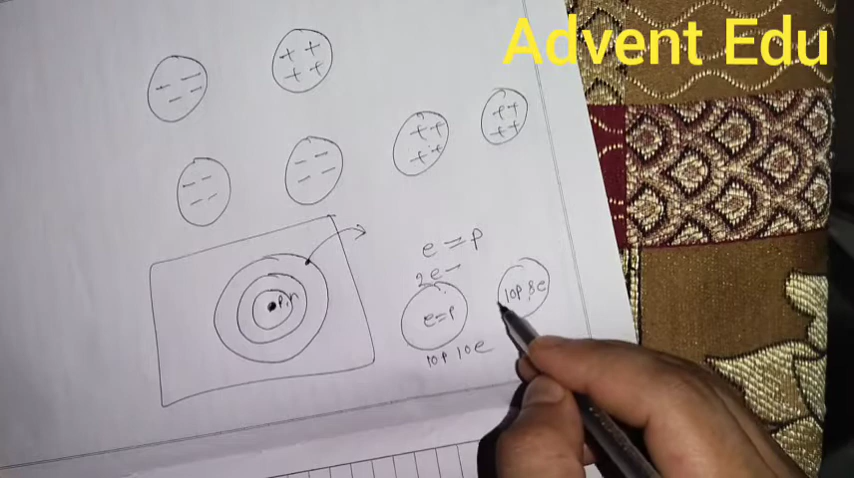 Advent Edu
− − − −
+ + + +
− − − −
− − − −
+ + + +
+ + + +
e = p
2e −
p, n
e = p
10p 8e
10p 10e